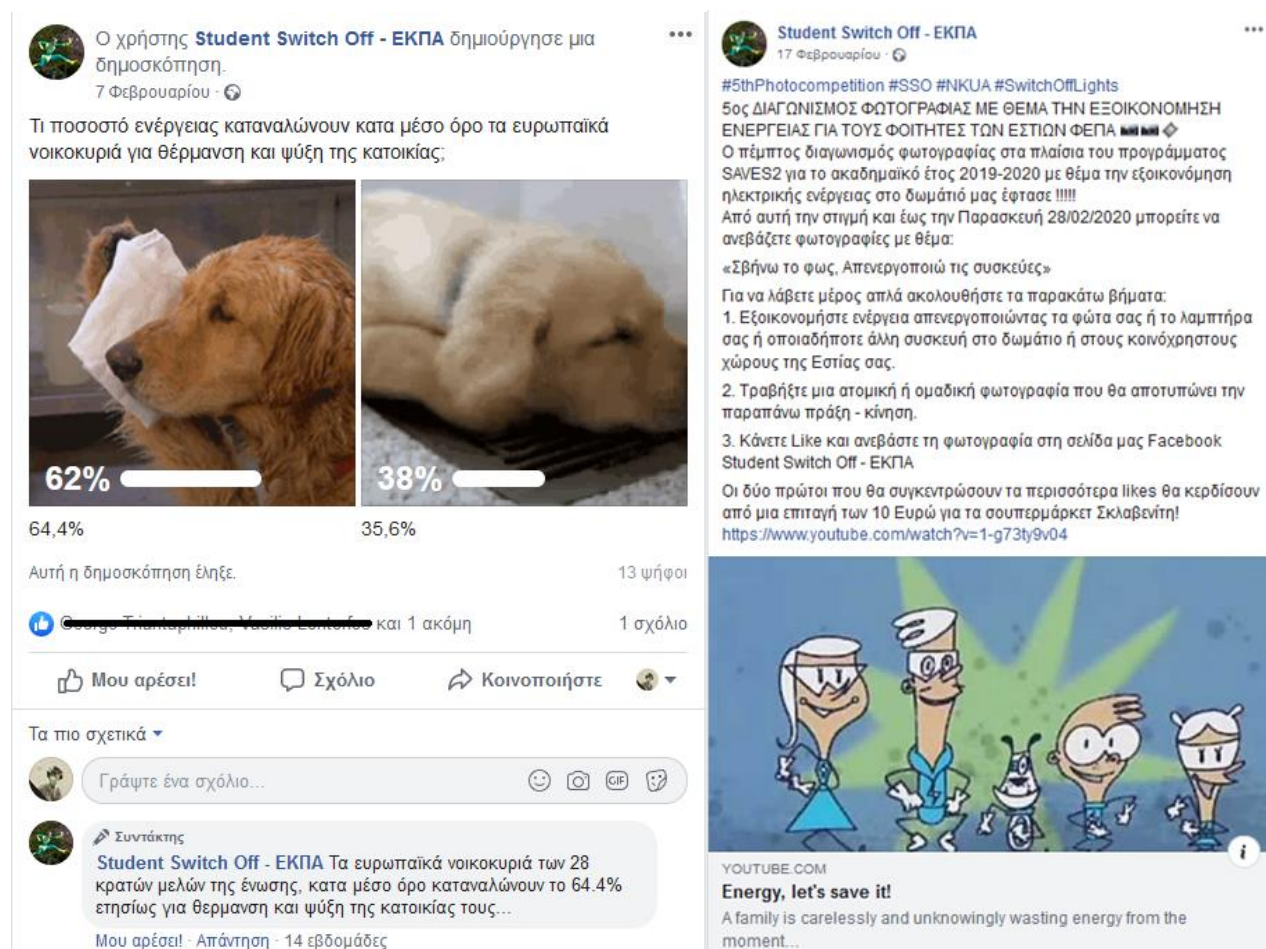 Ο χρήστης Student Switch Off - ΕΚΠΑ δημιούργησε μια
δημοσκόπηση.
7 Φεβρουαρίου ·
Τι ποσοστό ενέργειας καταναλώνουν κατα μέσο όρο τα ευρωπαϊκά
νοικοκυριά για θέρμανση και ψύξη της κατοικίας;
62%
38%
64,4%
35,6%
Αυτή η δημοσκόπηση έληξε.
13 ψήφοι
και 1 ακόμη
1 σχόλιο
Μου αρέσει!
Σχόλιο
Κοινοποιήστε
Τα πιο σχετικά
Γράψτε ένα σχόλιο...
GIF
Συντάκτης
Student Switch Off - ΕΚΠΑ Τα ευρωπαϊκά νοικοκυριά των 28
κρατών μελών της ένωσης, κατα μέσο όρο καταναλώνουν το 64.4%
ετησίως για θερμανση και ψύξη της κατοικίας τους...
Μου αρέσει! · Απάντηση · 14 εβδομάδες
Student Switch Off - ΕΚΠΑ
17 Φεβρουαρίου ·
#5thPhotocompetition #SSO #NKUA #SwitchOffLights
5ος ΔΙΑΓΩΝΙΣΜΟΣ ΦΩΤΟΓΡΑΦΙΑΣ ΜΕ ΘΕΜΑ ΤΗΝ ΕΞΟΙΚΟΝΟΜΗΣΗ
ΕΝΕΡΓΕΙΑΣ ΓΙΑ ΤΟΥΣ ΦΟΙΤΗΤΕΣ ΤΩΝ ΕΣΤΙΩΝ ΦΕΠΑ
Ο πέμπτος διαγωνισμός φωτογραφίας στα πλαίσια του προγράμματος
SAVES2 για το ακαδημαϊκό έτος 2019-2020 με θέμα την εξοικονόμηση
ηλεκτρικής ενέργειας στο δωμάτιό μας έφτασε !!!!!
Από αυτή την στιγμή και έως την Παρασκευή 28/02/2020 μπορείτε να
ανεβάζετε φωτογραφίες με θέμα:
«Σβήνω το φως, Απενεργοποιώ τις συσκευές»
Για να λάβετε μέρος απλά ακολουθήστε τα παρακάτω βήματα:
1. Εξοικονομήστε ενέργεια απενεργοποιώντας τα φώτα σας ή το λαμπτήρα
σας ή οποιαδήποτε άλλη συσκευή στο δωμάτιο ή στους κοινόχρηστους
χώρους της Εστίας σας.
2. Τραβήξτε μια ατομική ή ομαδική φωτογραφία που θα αποτυπώνει την
παραπάνω πράξη - κίνηση.
3. Κάνετε Like και ανεβάστε τη φωτογραφία στη σελίδα μας Facebook
Student Switch Off - ΕΚΠΑ
Οι δύο πρώτοι που θα συγκεντρώσουν τα περισσότερα likes θα κερδίσουν
από μια επιταγή των 10 Ευρώ για τα σουπερμάρκετ Σκλαβενίτη!
https://www.youtube.com/watch?v=1-g73ty9v04
YOUTUBE.COM
Energy, let's save it!
A family is carelessly and unknowingly wasting energy from the
moment...